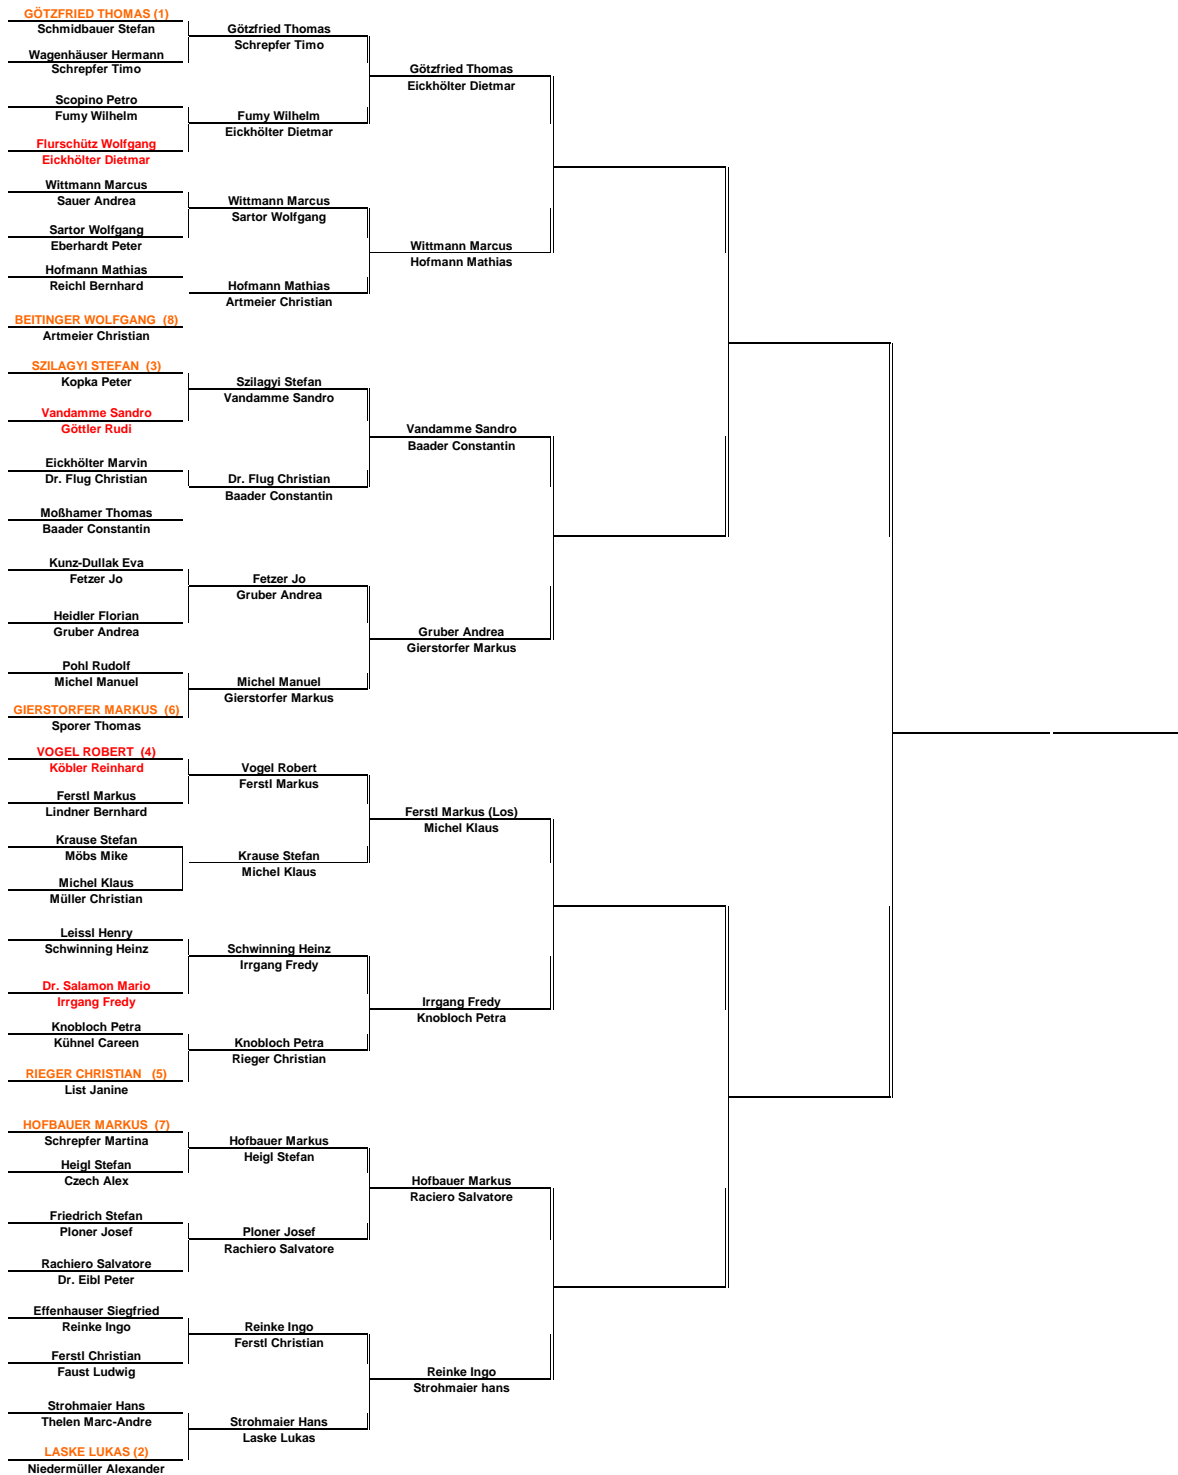 GÖTZFRIED THOMAS (1)
Schmidbauer Stefan
Wagenhäuser Hermann
Schrepfer Timo
Scopino Petro
Fumy Wilhelm
Flurschütz Wolfgang
Eickhölter Dietmar
Wittmann Marcus
Sauer Andrea
Sartor Wolfgang
Eberhardt Peter
Hofmann Mathias
Reichl Bernhard
BEITINGER WOLFGANG (8)
Artmeier Christian
SZILAGYI STEFAN (3)
Kopka Peter
Vandamme Sandro
Göttler Rudi
Eickhölter Marvin
Dr. Flug Christian
Moßhamer Thomas
Baader Constantin
Kunz-Dullak Eva
Fetzer Jo
Heidler Florian
Gruber Andrea
Pohl Rudolf
Michel Manuel
GIERSTORFER MARKUS (6)
Sporer Thomas
VOGEL ROBERT (4)
Köbler Reinhard
Ferstl Markus
Lindner Bernhard
Krause Stefan
Möbs Mike
Michel Klaus
Müller Christian
Leissl Henry
Schwinning Heinz
Dr. Salamon Mario
Irrgang Fredy
Knobloch Petra
Kühnel Careen
RIEGER CHRISTIAN (5)
List Janine
HOFBAUER MARKUS (7)
Schrepfer Martina
Heigl Stefan
Czech Alex
Friedrich Stefan
Ploner Josef
Rachiero Salvatore
Dr. Eibl Peter
Effenhauser Siegfried
Reinke Ingo
Ferstl Christian
Faust Ludwig
Strohmaier Hans
Thelen Marc-Andre
LASKE LUKAS (2)
Niedermüller Alexander
Götzfried Thomas
Schrepfer Timo
Fumy Wilhelm
Eickhölter Dietmar
Wittmann Marcus
Sartor Wolfgang
Hofmann Mathias
Artmeier Christian
Szilagyi Stefan
Vandamme Sandro
Dr. Flug Christian
Baader Constantin
Fetzer Jo
Gruber Andrea
Michel Manuel
Gierstorfer Markus
Vogel Robert
Ferstl Markus
Krause Stefan
Michel Klaus
Schwinning Heinz
Irrgang Fredy
Knobloch Petra
Rieger Christian
Hofbauer Markus
Heigl Stefan
Ploner Josef
Rachiero Salvatore
Reinke Ingo
Ferstl Christian
Strohmaier Hans
Laske Lukas
Götzfried Thomas
Eickhölter Dietmar
Wittmann Marcus
Hofmann Mathias
Vandamme Sandro
Baader Constantin
Gruber Andrea
Gierstorfer Markus
Ferstl Markus (Los)
Michel Klaus
Irrgang Fredy
Knobloch Petra
Hofbauer Markus
Raciero Salvatore
Reinke Ingo
Strohmaier hans